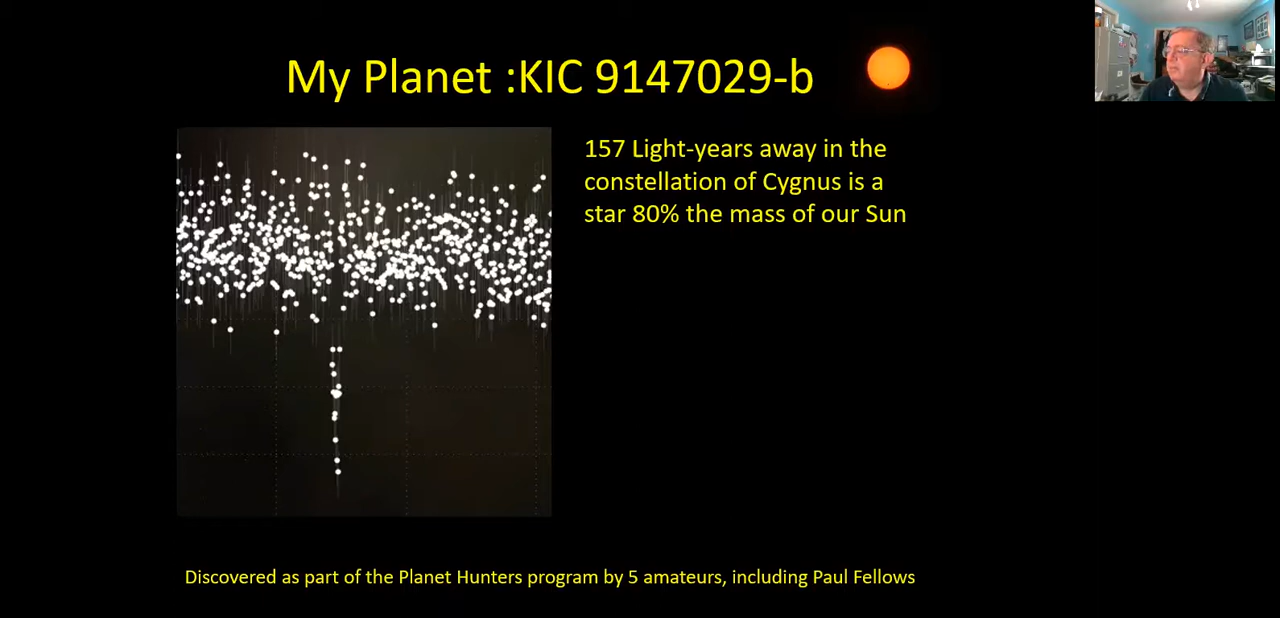 My Planet :KIC 9147029-b
157 Light-years away in the
constellation of Cygnus is a
star 80% the mass of our Sun
Discovered as part of the Planet Hunters program by 5 amateurs, including Paul Fellows